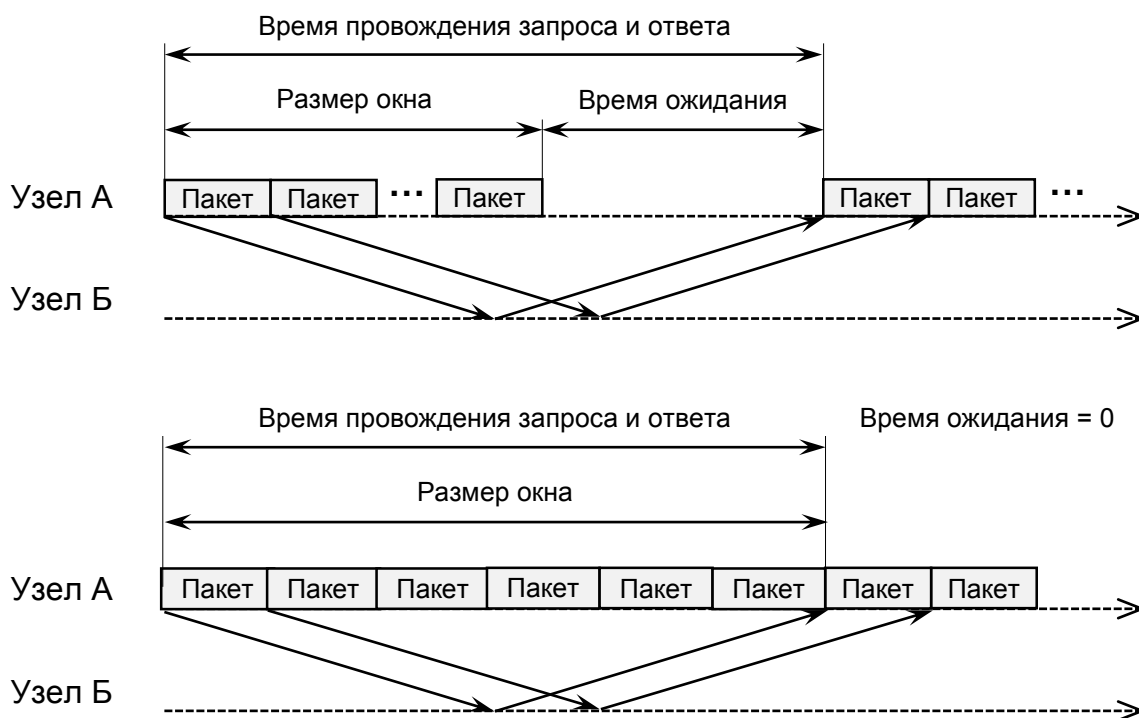 Время провождения запроса и ответа
Размер окна
Время ожидания
Узел А
Пакет
Пакет
...
Пакет
Пакет
Пакет
...
Узел Б
Время провождения запроса и ответа
Время ожидания = 0
Размер окна
Узел А
Пакет
Пакет
Пакет
Пакет
Пакет
Пакет
Пакет
Пакет
Узел Б